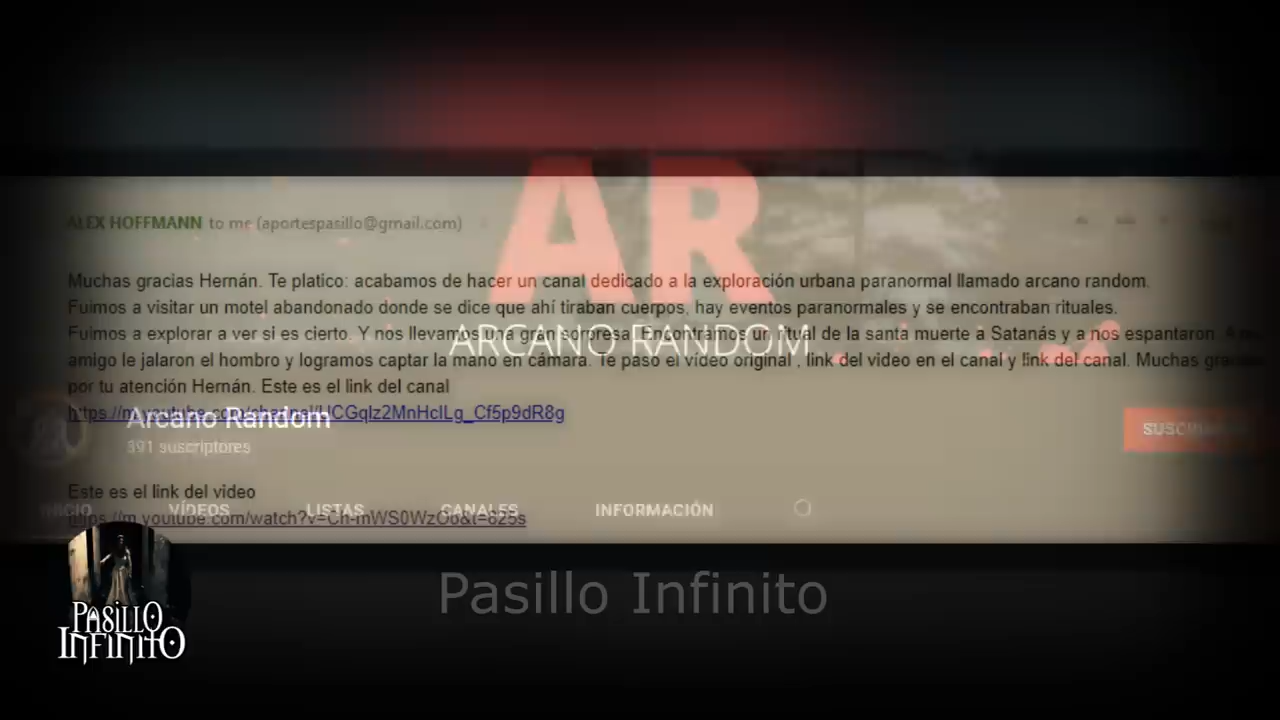 AR
ALEX HOFFMANN to me (aportespasillo@gmail.com)
Muchas gracias Hernán. Te platico: acabamos de hacer un canal dedicado a la exploración urbana paranormal llamado arcano random.
Fuimos a visitar un motel abandonado donde se dice que ahí tiraban cuerpos, hay eventos paranormales y se encontraban rituales.
Fuimos a explorar a ver si es cierto. Y nos llevamos una gran sorpresa. Encontramos un ritual de la santa muerte a Satanás y a nos espantaron.
ARCANO RANDOM
amigo le jalaron el hombro y logramos captar la mano en cámara. Te paso el vídeo original , link del video en el canal y link del canal. Muchas
por tu atención Hernán. Este es el link del canal
Arcano Random
891 suscriptores
Este es el link del video
INICIO VÍDEOS LISTAS CANALES INFORMACIÓN
Pasillo Infinito
PASILLO
INFINITO